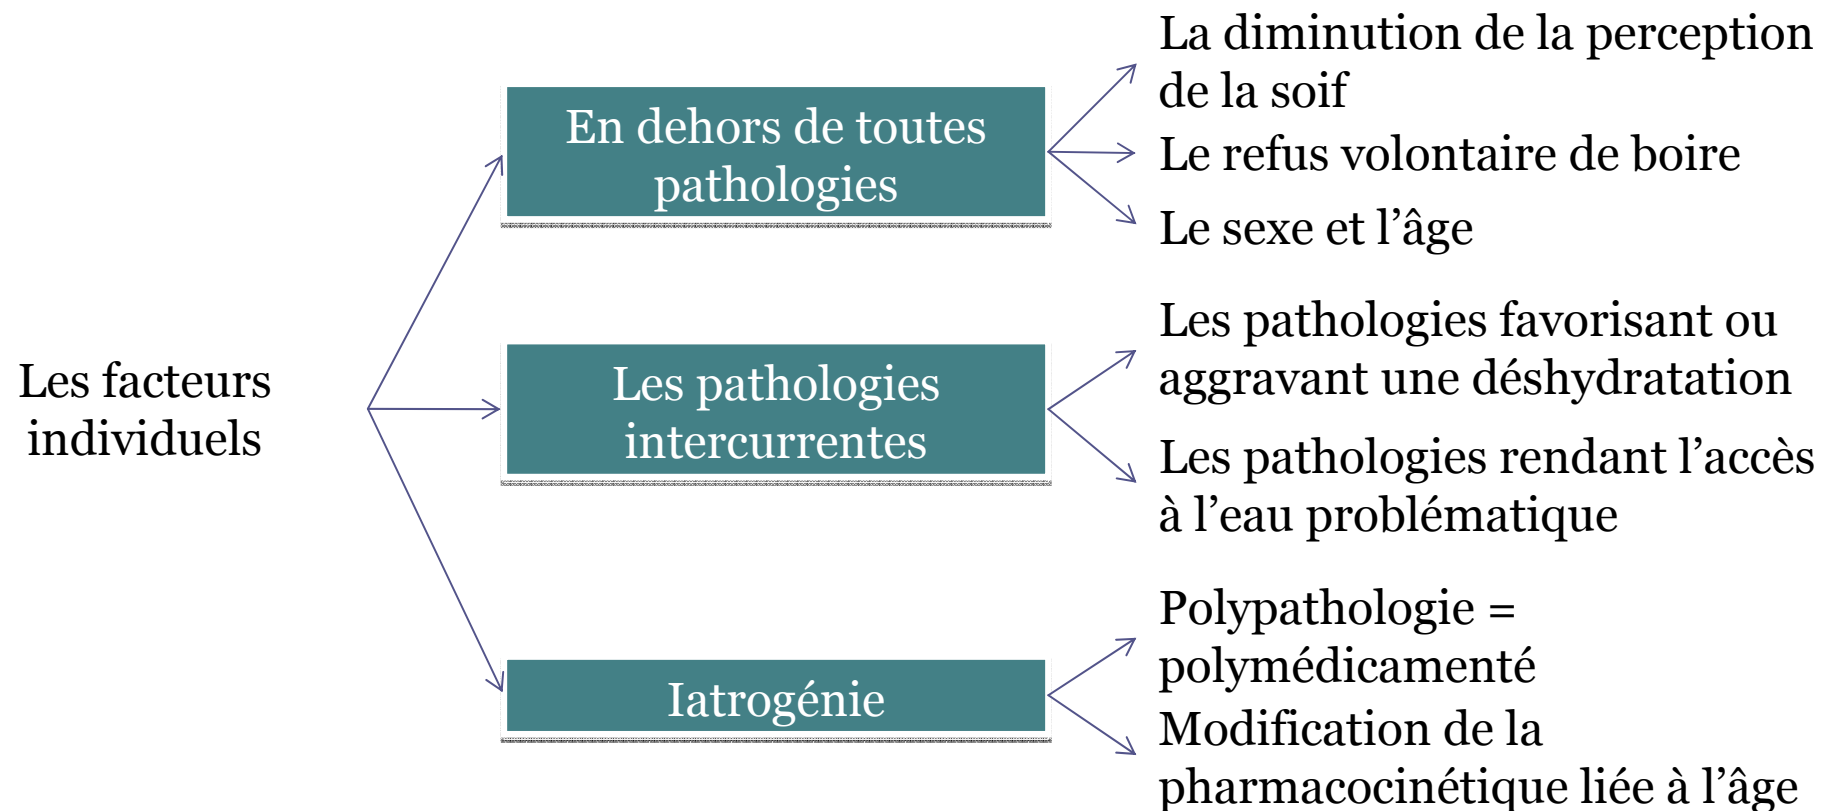 La diminution de la perception
de la soif
En dehors de toutes
pathologies
Le refus volontaire de boire
Le sexe et l’âge
Les facteurs
individuels
Les pathologies
intercurrentes
Les pathologies favorisant ou
aggravant une déshydratation
Les pathologies rendant l’accès
à l’eau problématique
Iatrogénie
Polypathologie =
polymédicamenté
Modification de la
pharmacocinétique liée à l’âge